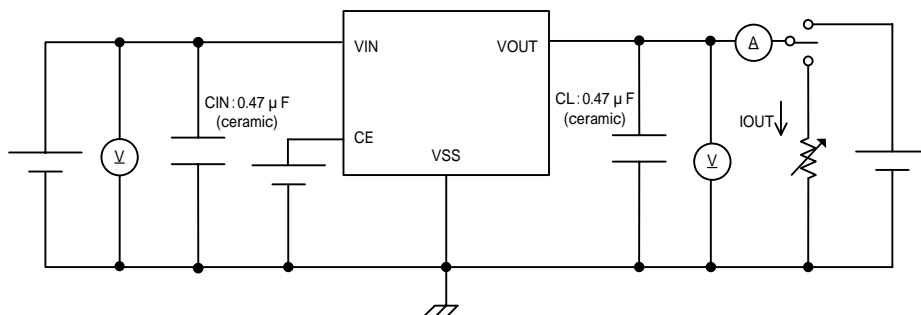 VIN
VOUT
A
CIN: 0.47 μ F
(ceramic)
CL: 0.47 μ F
(ceramic)
IOUT
CE
V
VSS
V